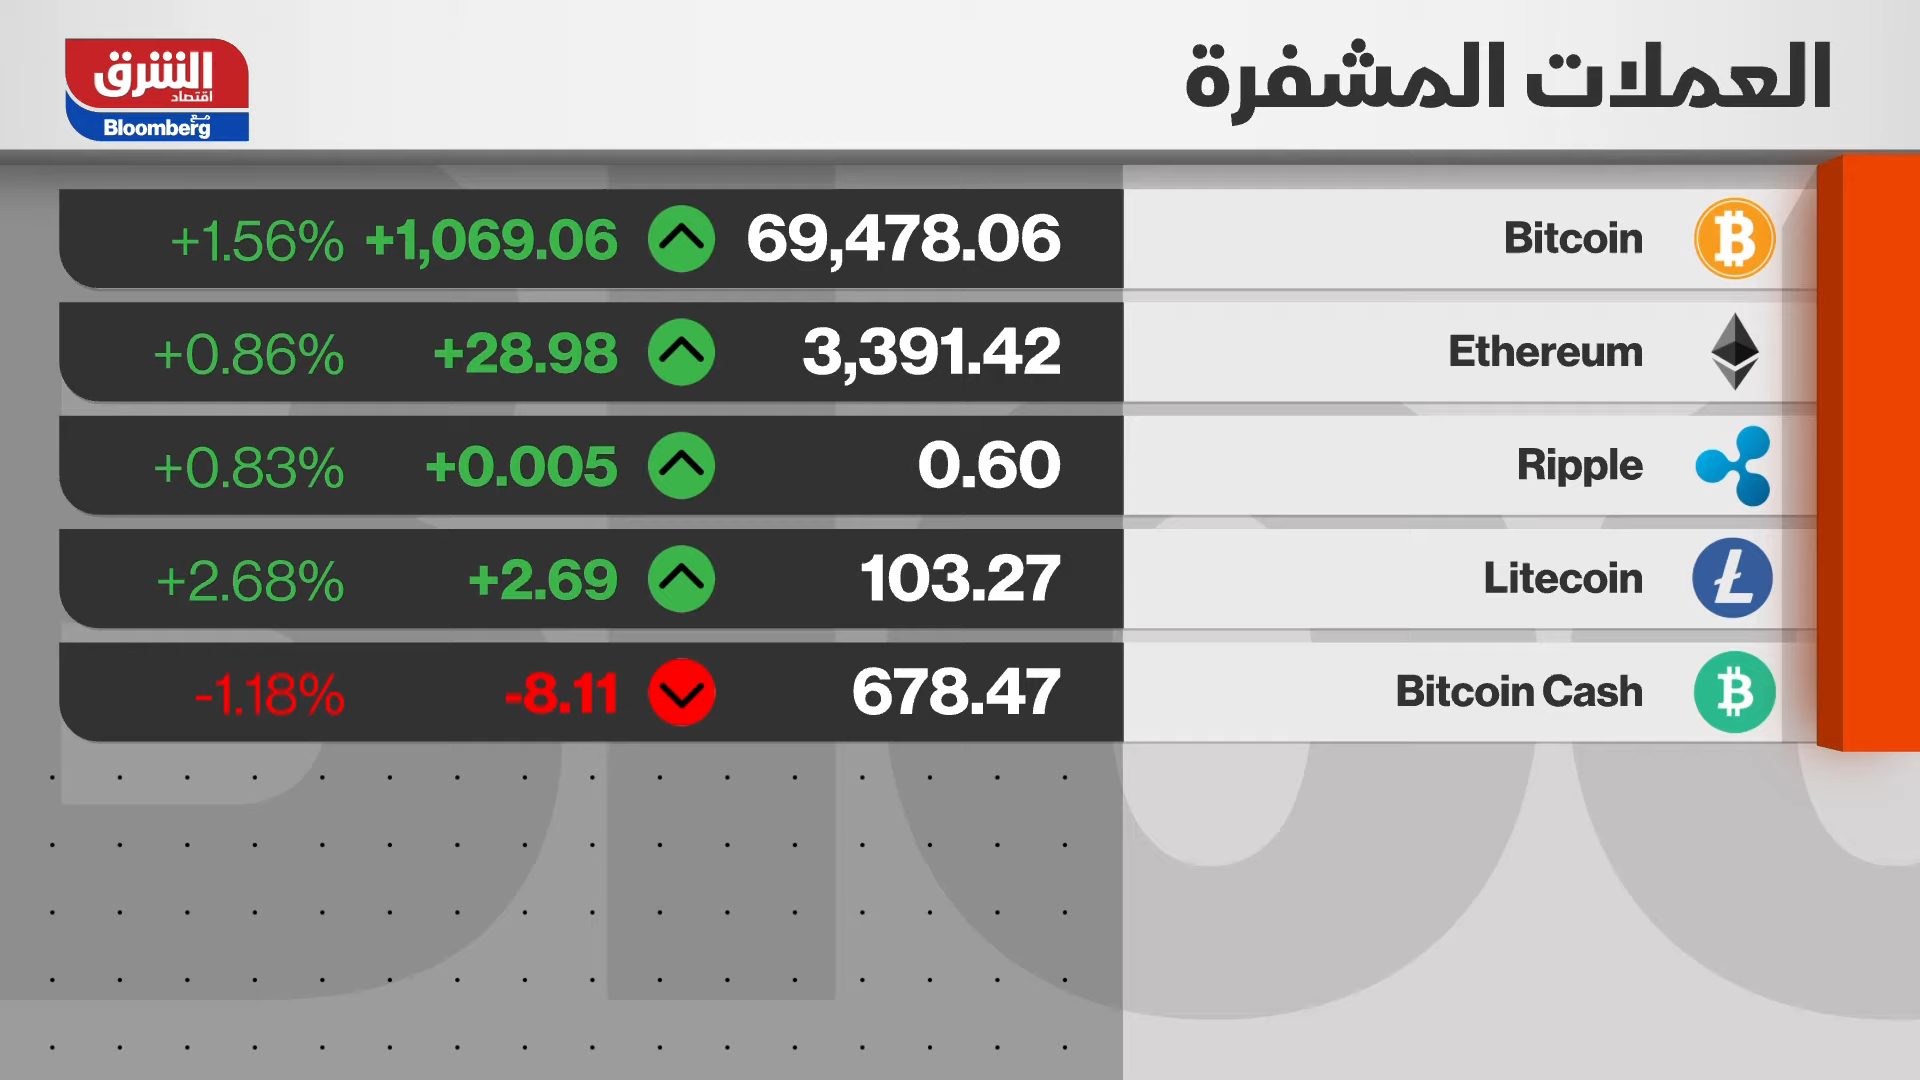 العملات المشفرة
الشرق
اقتصاد
مع
Bloomberg
Bitcoin 69,478.06 +1,069.06 +1.56%
Ethereum 3,391.42 +28.98 +0.86%
Ripple 0.60 +0.005 +0.83%
Litecoin 103.27 +2.69 +2.68%
Bitcoin Cash 678.47 -8.11 -1.18%